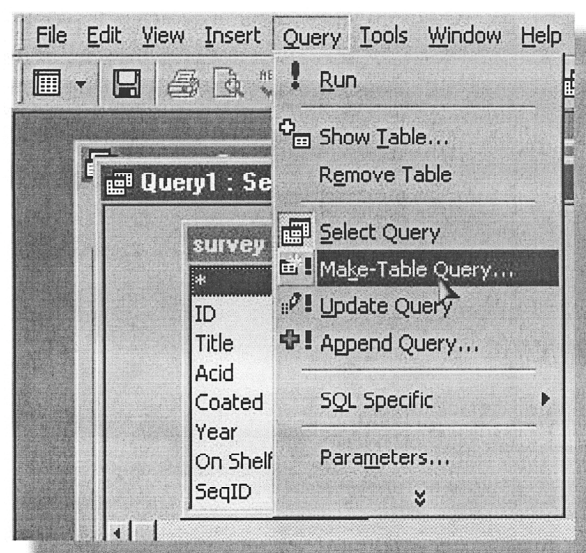 File Edit View Insert Query Tools Window Help
Run
Show Table...
Remove Table
Query1 : Se
survey
Select Query
*
Make-Table Query...
ID
Update Query
Title
Append Query...
Acid
Coated
SQL Specific
Year
On Shelf
Parameters...
SeqID